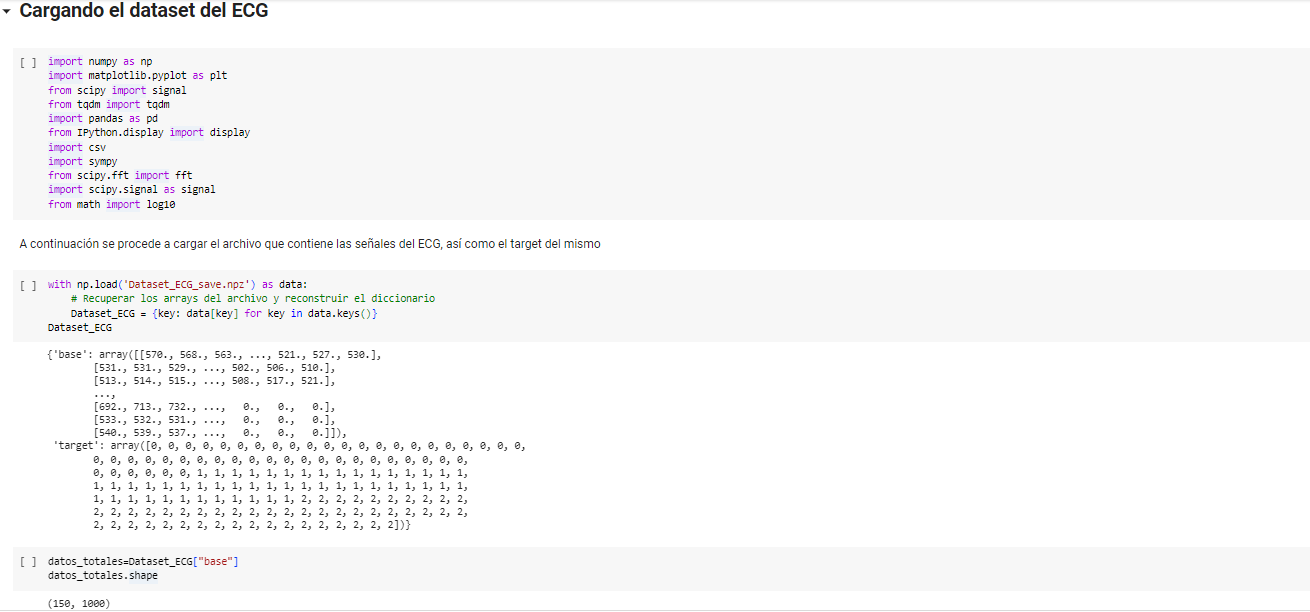 Cargando el dataset del ECG
[ ] import numpy as np
import matplotlib.pyplot as plt
from scipy import signal
from tqdm import tqdm
import pandas as pd
from IPython.display import display
import csv
import sympy
from scipy.fft import fft
import scipy.signal as signal
from math import log10
A continuación se procede a cargar el archivo que contiene las señales del ECG, así como el target del mismo
[ ] with np.load('Dataset_ECG_save.npz') as data:
# Recuperar los arrays del archivo y reconstruir el diccionario
Dataset_ECG = {key: data[key] for key in data.keys()}
Dataset_ECG
{'base': array([[570., 568., 563., ..., 521., 527., 530.],
[531., 531., 529., ..., 502., 506., 510.],
[513., 514., 515., ..., 508., 517., 521.],
...,
[692., 713., 732., ..., 0., 0., 0.],
[533., 532., 531., ..., 0., 0., 0.],
[540., 539., 537., ..., 0., 0., 0.]]),
'target': array([0, 0, 0, 0, 0, 0, 0, 0, 0, 0, 0, 0, 0, 0, 0, 0, 0, 0, 0, 0, 0, 0,
0, 0, 0, 0, 0, 0, 0, 0, 0, 0, 0, 0, 0, 0, 0, 0, 0, 0, 0, 0, 0, 0,
0, 0, 0, 0, 0, 0, 1, 1, 1, 1, 1, 1, 1, 1, 1, 1, 1, 1, 1, 1, 1, 1,
1, 1, 1, 1, 1, 1, 1, 1, 1, 1, 1, 1, 1, 1, 1, 1, 1, 1, 1, 1, 1, 1,
1, 1, 1, 1, 1, 1, 1, 1, 1, 1, 1, 1, 2, 2, 2, 2, 2, 2, 2, 2, 2, 2,
2, 2, 2, 2, 2, 2, 2, 2, 2, 2, 2, 2, 2, 2, 2, 2, 2, 2, 2, 2, 2, 2,
2, 2, 2, 2, 2, 2, 2, 2, 2, 2, 2, 2, 2, 2, 2, 2, 2, 2])}
[ ] datos_totales=Dataset_ECG["base"]
datos_totales.shape
(150, 1000)